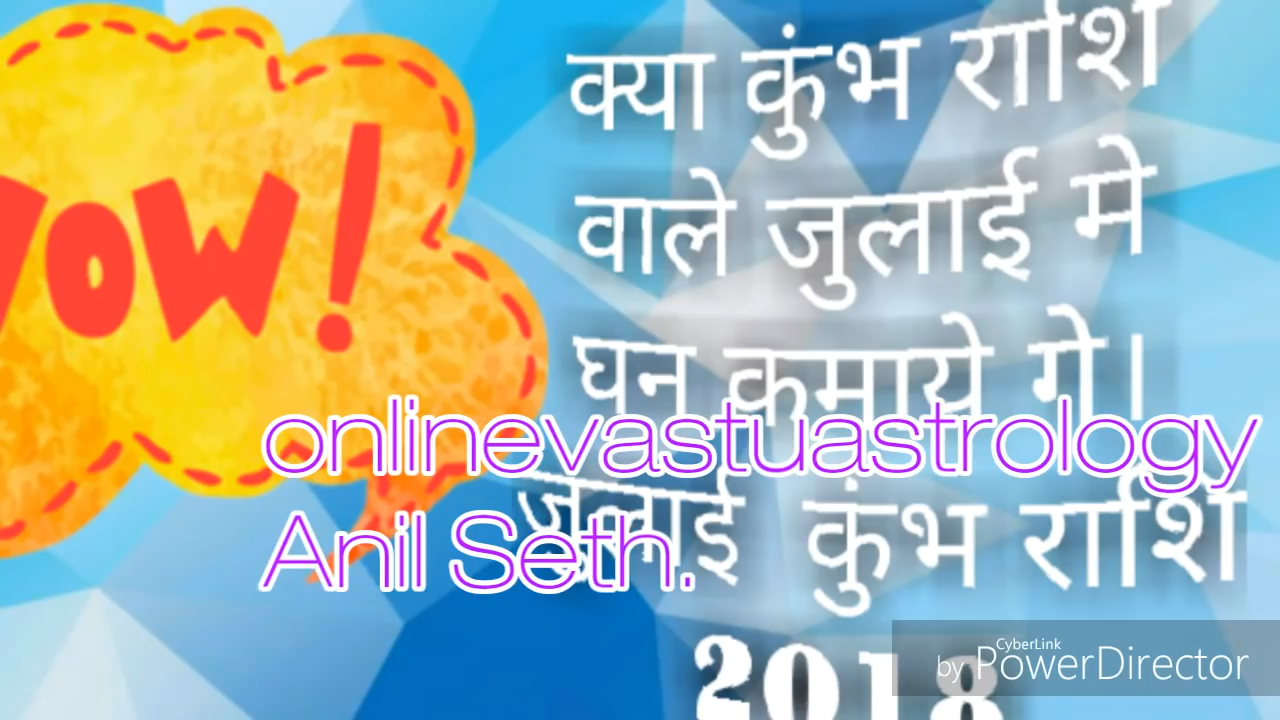 WOW!
क्या कुंभ राशि
वाले जुलाई मे
घन कमाये गे।
onlinevastuastrology
जुलाई कुंभ राशि
Anil Seth.
2018
CyberLink
by PowerDirector